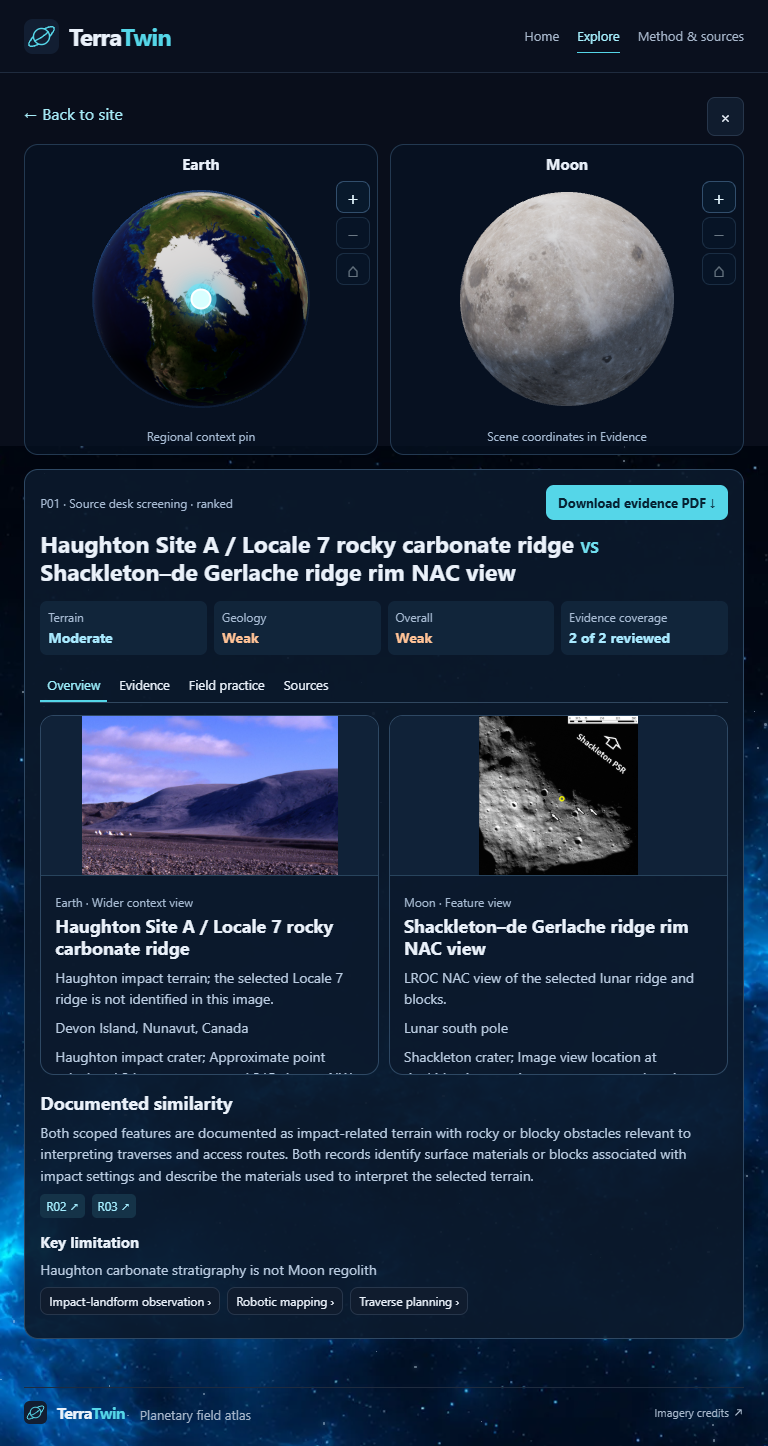 TerraTwin
Home Explore Method & sources
← Back to site ×
Earth
+
−
⌂
Regional context pin
Moon
+
−
⌂
Scene coordinates in Evidence
P01 · Source desk screening · ranked
Download evidence PDF ↓
Haughton Site A / Locale 7 rocky carbonate ridge vs
Shackleton–de Gerlache ridge rim NAC view
Terrain
Moderate
Geology
Weak
Overall
Weak
Evidence coverage
2 of 2 reviewed
Overview Evidence Field practice Sources
Shackleton PSR
Earth · Wider context view
Haughton Site A / Locale 7 rocky
carbonate ridge
Haughton impact terrain; the selected Locale 7
ridge is not identified in this image.
Devon Island, Nunavut, Canada
Haughton impact crater; Approximate point
Moon · Feature view
Shackleton–de Gerlache ridge rim
NAC view
LROC NAC view of the selected lunar ridge and
blocks.
Lunar south pole
Shackleton crater; Image view location at
Documented similarity
Both scoped features are documented as impact-related terrain with rocky or blocky obstacles relevant to
interpreting traverses and access routes. Both records identify surface materials or blocks associated with
impact settings and describe the materials used to interpret the selected terrain.
R02 ↗ R03 ↗
Key limitation
Haughton carbonate stratigraphy is not Moon regolith
Impact-landform observation › Robotic mapping › Traverse planning ›
TerraTwin · Planetary field atlas
Imagery credits ↗